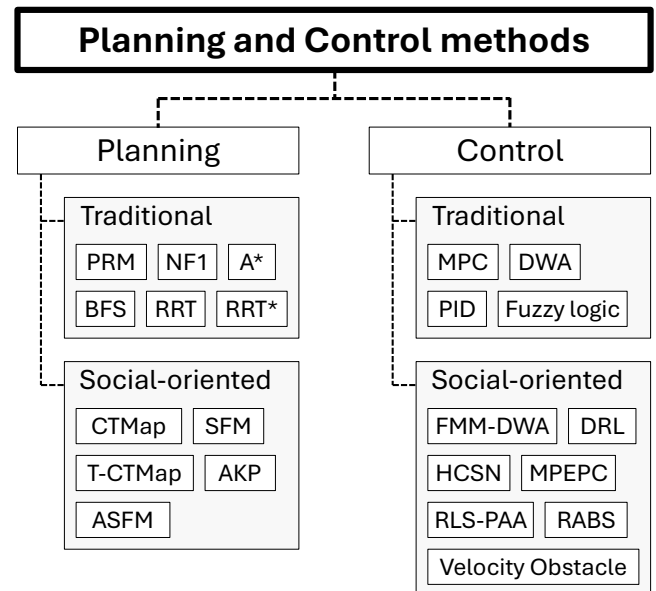 Planning and Control methods
Planning
Traditional
PRM NF1 A*
BFS RRT RRT*
Social-oriented
CTMap SFM
T-CTMap AKP
ASFM
Control
Traditional
MPC DWA
PID Fuzzy logic
Social-oriented
FMM-DWA DRL
HCSN MPEPC
RLS-PAA RABS
Velocity Obstacle